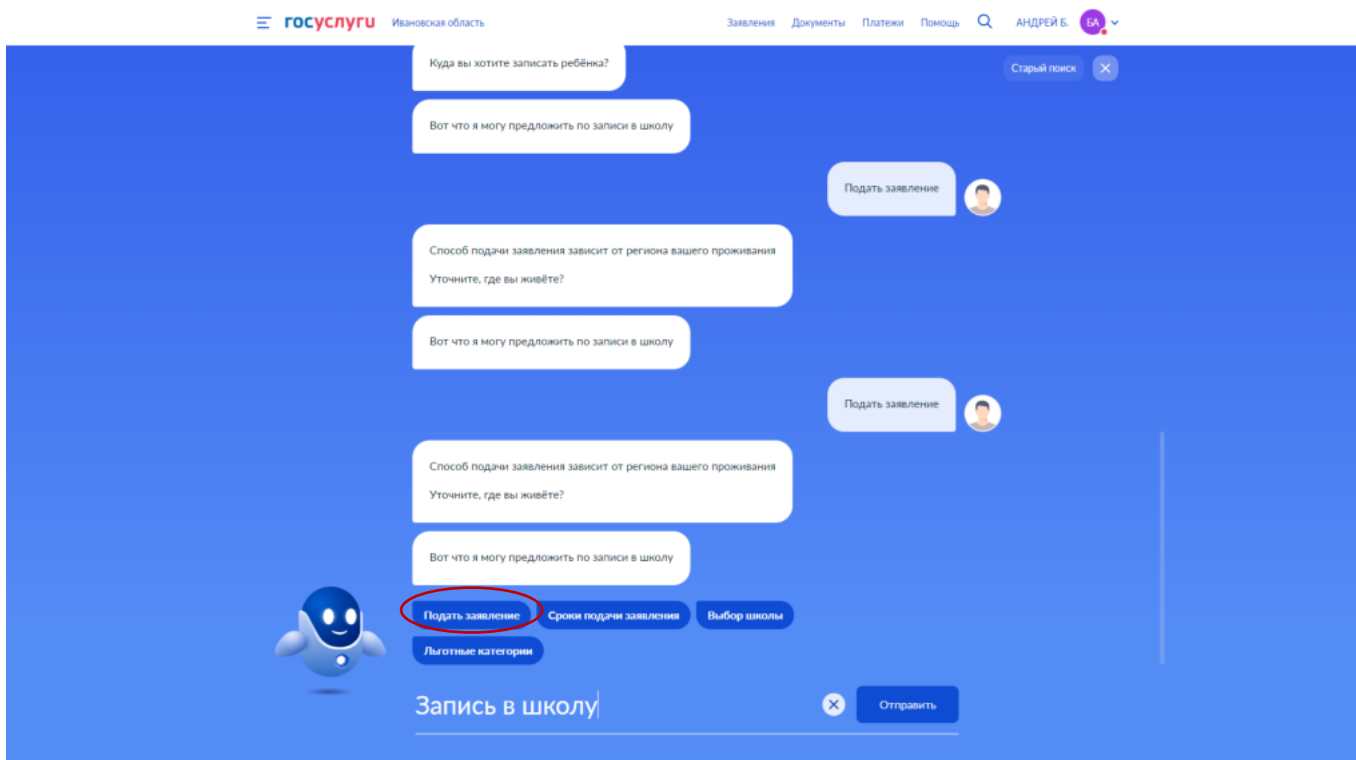 госуслуги Ивановская область Заявления Документы Платежи Помощь АНДРЕЙ Б. БА
Куда вы хотите записать ребёнка?
Старый поиск
Вот что я могу предложить по записи в школу
Подать заявление
Способ подачи заявления зависит от региона вашего проживания
Уточните, где вы живёте?
Вот что я могу предложить по записи в школу
Подать заявление
Способ подачи заявления зависит от региона вашего проживания
Уточните, где вы живёте?
Вот что я могу предложить по записи в школу
Подать заявление Сроки подачи заявления Выбор школы
Льготные категории
Запись в школу Отправить